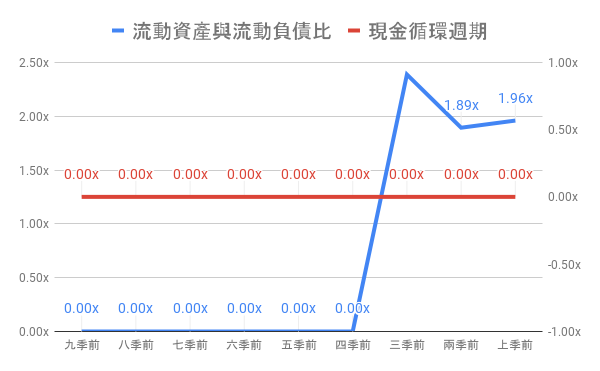 流動資產與流動負債比 現金循環週期
2.50x 1.00x
2.00x 1.89x 1.96x 0.50x
1.50x 0.00x 0.00x 0.00x 0.00x 0.00x 0.00x 0.00x 0.00x 0.00x
1.00x 0.00x
0.50x -0.50x
0.00x 0.00x 0.00x 0.00x 0.00x 0.00x
0.00x -1.00x
九季前 八季前 七季前 六季前 五季前 四季前 三季前 兩季前 上季前